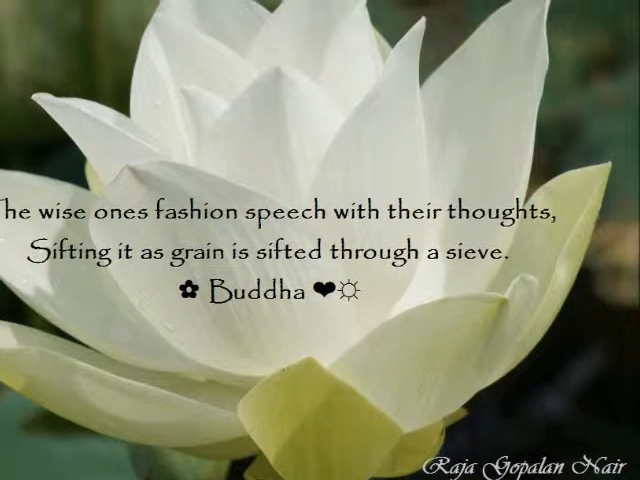 The wise ones fashion speech with their thoughts,
Sifting it as grain is sifted through a sieve.
✿ Buddha ❤☼
Raja Gopalan Nair